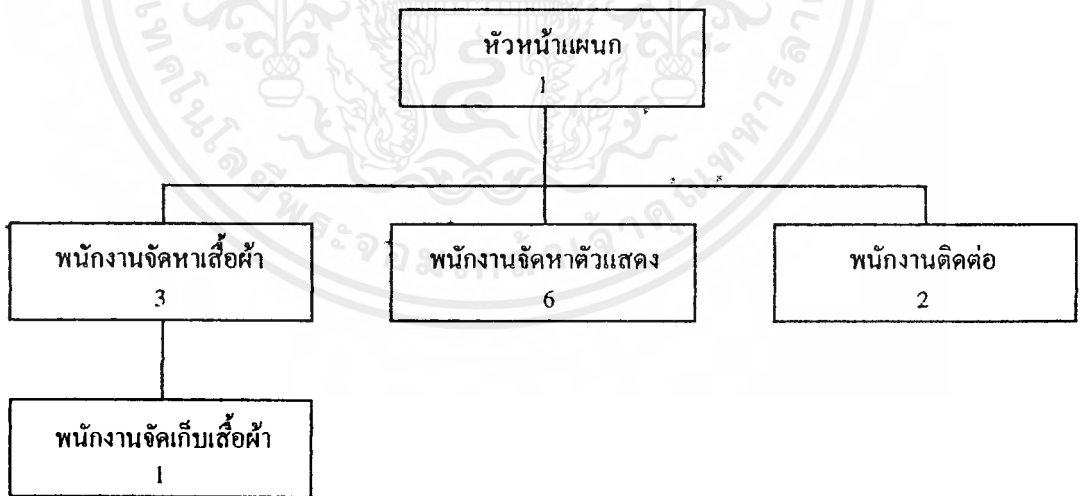 หัวหน้าแผนก
1
พนักงานจัดหาเสื้อผ้า
3
พนักงานจัดหาตัวแสดง
6
พนักงานติดต่อ
2
พนักงานจัดเก็บเสื้อผ้า
1